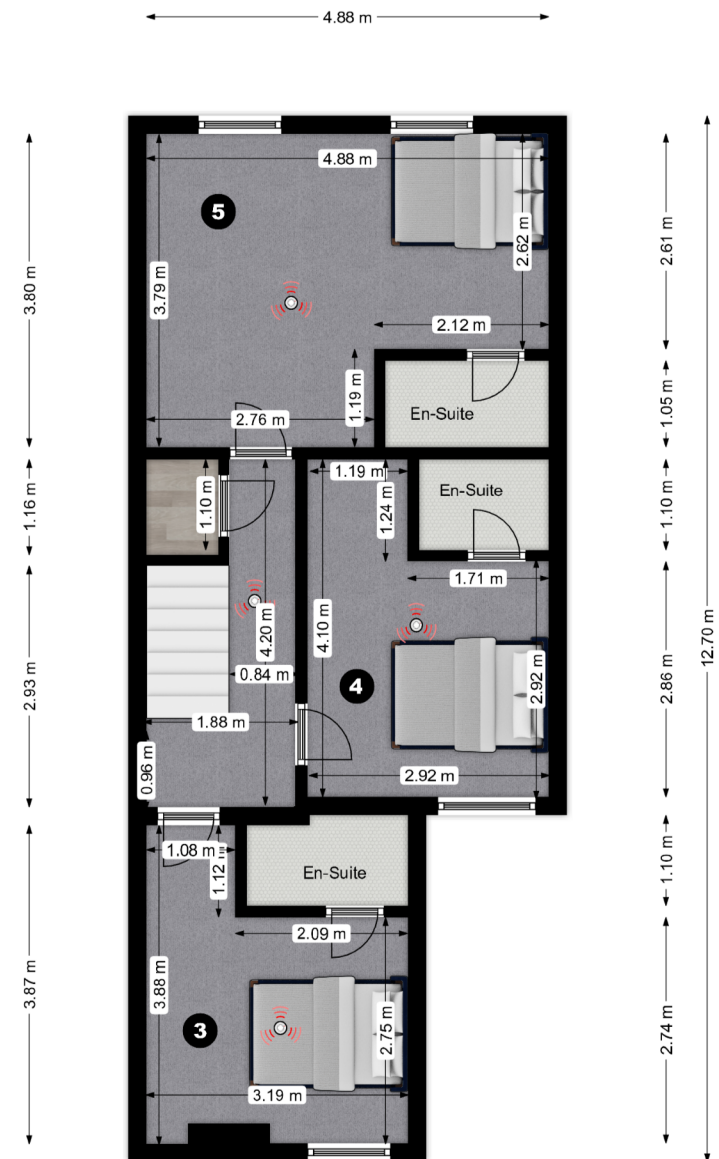 4.88 m
4.88 m
5
2.62 m
2.61 m
3.80 m
3.79 m
2.12 m
1.19 m
2.76 m
En-Suite
1.05 m
1.16 m
1.10 m
1.19 m
1.24 m
En-Suite
1.10 m
1.71 m
4.20 m
4.10 m
12.70 m
2.93 m
0.84 m
4
2.92 m
2.86 m
1.88 m
0.96 m
2.92 m
1.08 m
1.12 m
En-Suite
1.10 m
2.09 m
3.87 m
3.88 m
3
2.75 m
2.74 m
3.19 m